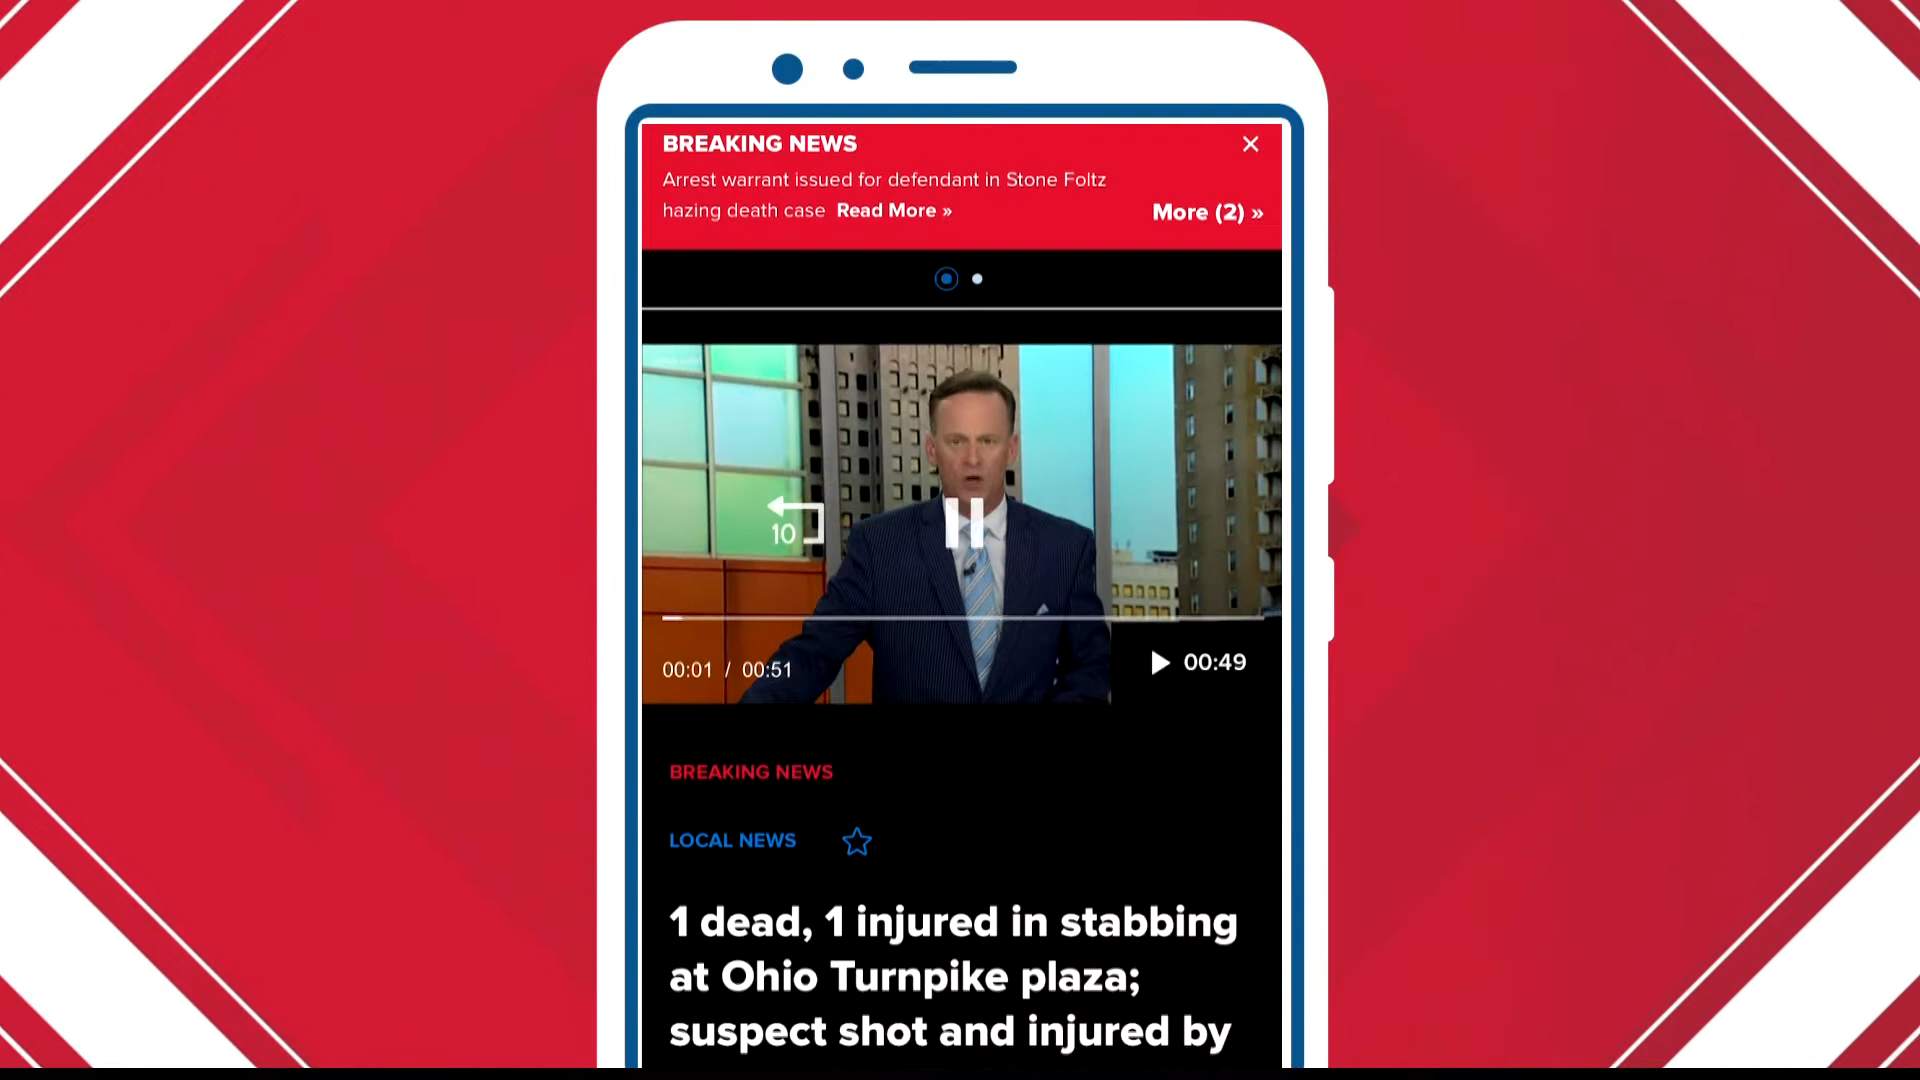 BREAKING NEWS
Arrest warrant issued for defendant in Stone Foltz
hazing death case Read More »
More (2) »
10
00:01 / 00:51
00:49
BREAKING NEWS
LOCAL NEWS
1 dead, 1 injured in stabbing
at Ohio Turnpike plaza;
suspect shot and injured by